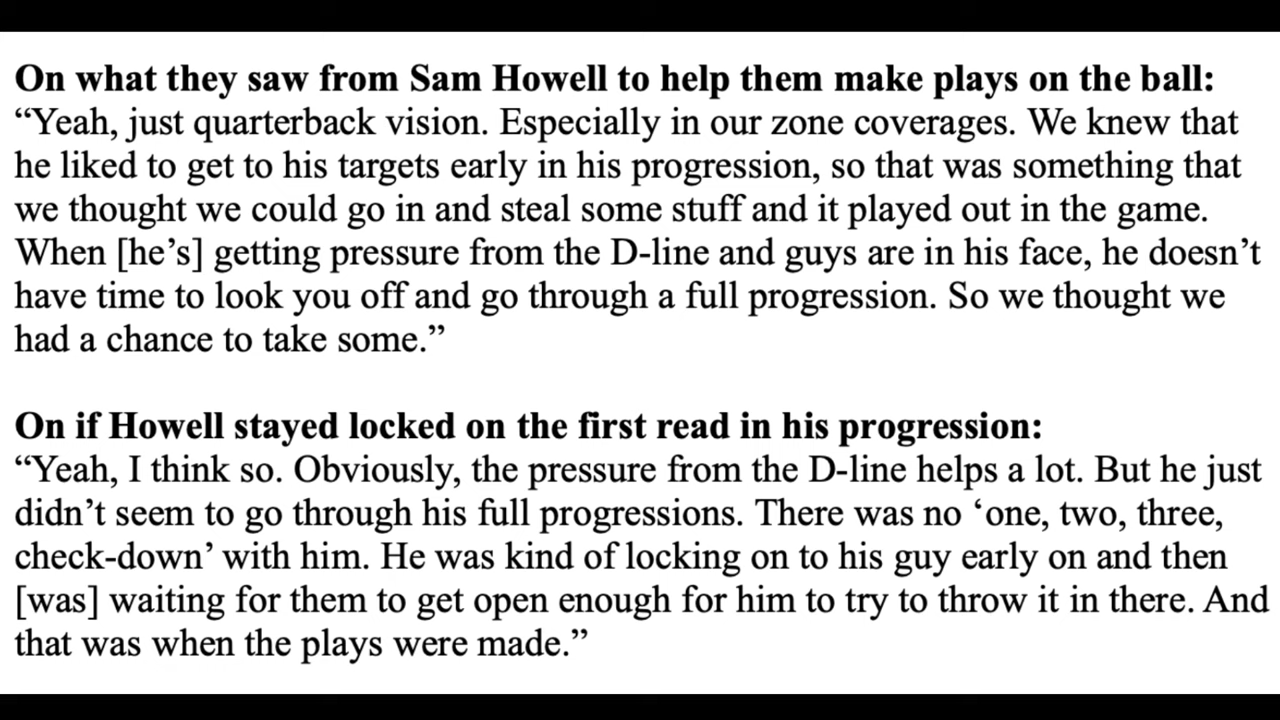 On what they saw from Sam Howell to help them make plays on the ball:
“Yeah, just quarterback vision. Especially in our zone coverages. We knew that
he liked to get to his targets early in his progression, so that was something that
we thought we could go in and steal some stuff and it played out in the game.
When [he’s] getting pressure from the D-line and guys are in his face, he doesn’t
have time to look you off and go through a full progression. So we thought we
had a chance to take some.”
On if Howell stayed locked on the first read in his progression:
“Yeah, I think so. Obviously, the pressure from the D-line helps a lot. But he just
didn’t seem to go through his full progressions. There was no ‘one, two, three,
check-down’ with him. He was kind of locking on to his guy early on and then
[was] waiting for them to get open enough for him to try to throw it in there. And
that was when the plays were made.”